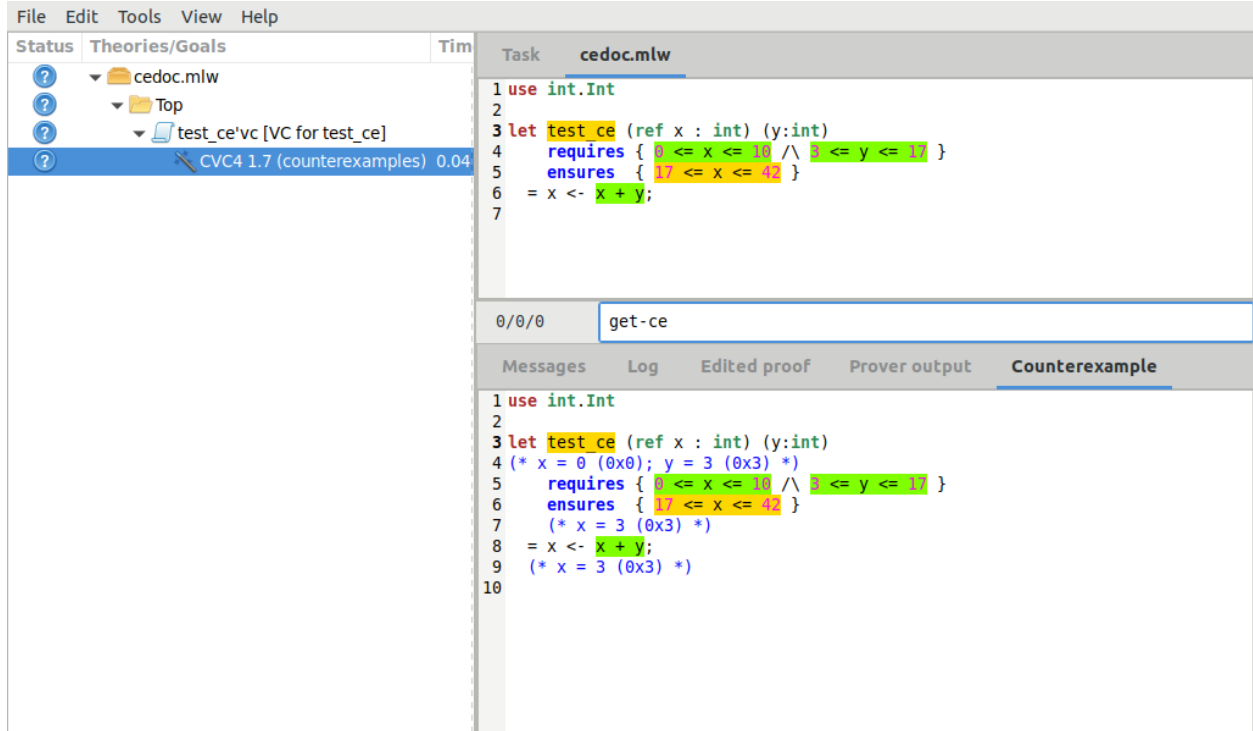 File Edit Tools View Help
Status Theories/Goals Tim
cedoc.mlw
Top
test_ce'vc [VC for test_ce]
CVC4 1.7 (counterexamples) 0.04
Task cedoc.mlw
1 use int.Int
2
3 let test_ce (ref x : int) (y:int)
4     requires { 0 <= x <= 10 /\ 3 <= y <= 17 }
5     ensures  { 17 <= x <= 42 }
6   = x <- x + y;
7
0/0/0 get-ce
Messages Log Edited proof Prover output Counterexample
1 use int.Int
2
3 let test_ce (ref x : int) (y:int)
4 (* x = 0 (0x0); y = 3 (0x3) *)
5     requires { 0 <= x <= 10 /\ 3 <= y <= 17 }
6     ensures  { 17 <= x <= 42 }
7     (* x = 3 (0x3) *)
8   = x <- x + y;
9   (* x = 3 (0x3) *)
10